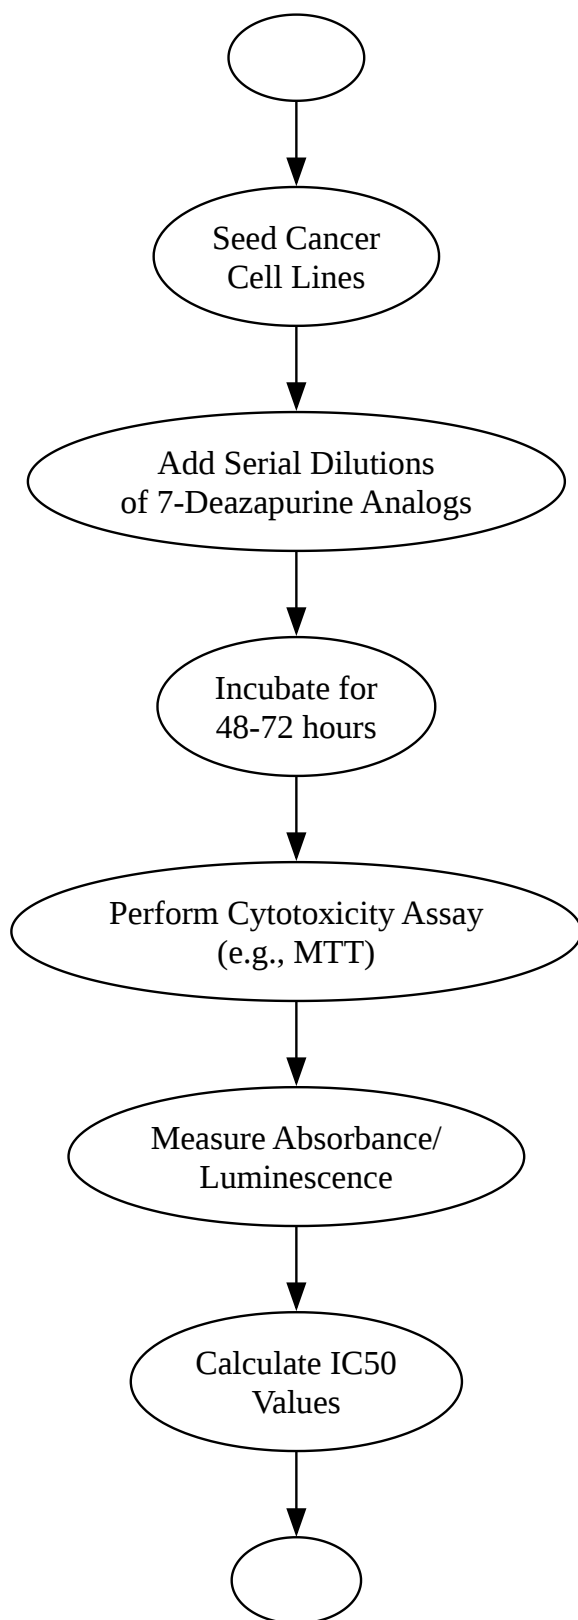 Seed Cancer
Cell Lines
Add Serial Dilutions
of 7-Deazapurine Analogs
Incubate for
48-72 hours
Perform Cytotoxicity Assay
(e.g., MTT)
Measure Absorbance/
Luminescence
Calculate IC50
Values